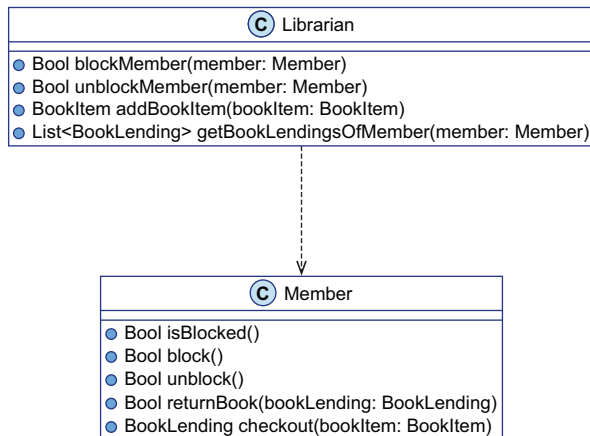 C Librarian
Bool blockMember(member: Member)
Bool unblockMember(member: Member)
BookItem addBookItem(bookItem: BookItem)
List<BookLending> getBookLendingsOfMember(member: Member)
C Member
Bool isBlocked()
Bool block()
Bool unblock()
Bool returnBook(bookLending: BookLending)
BookLending checkout(bookItem: BookItem)